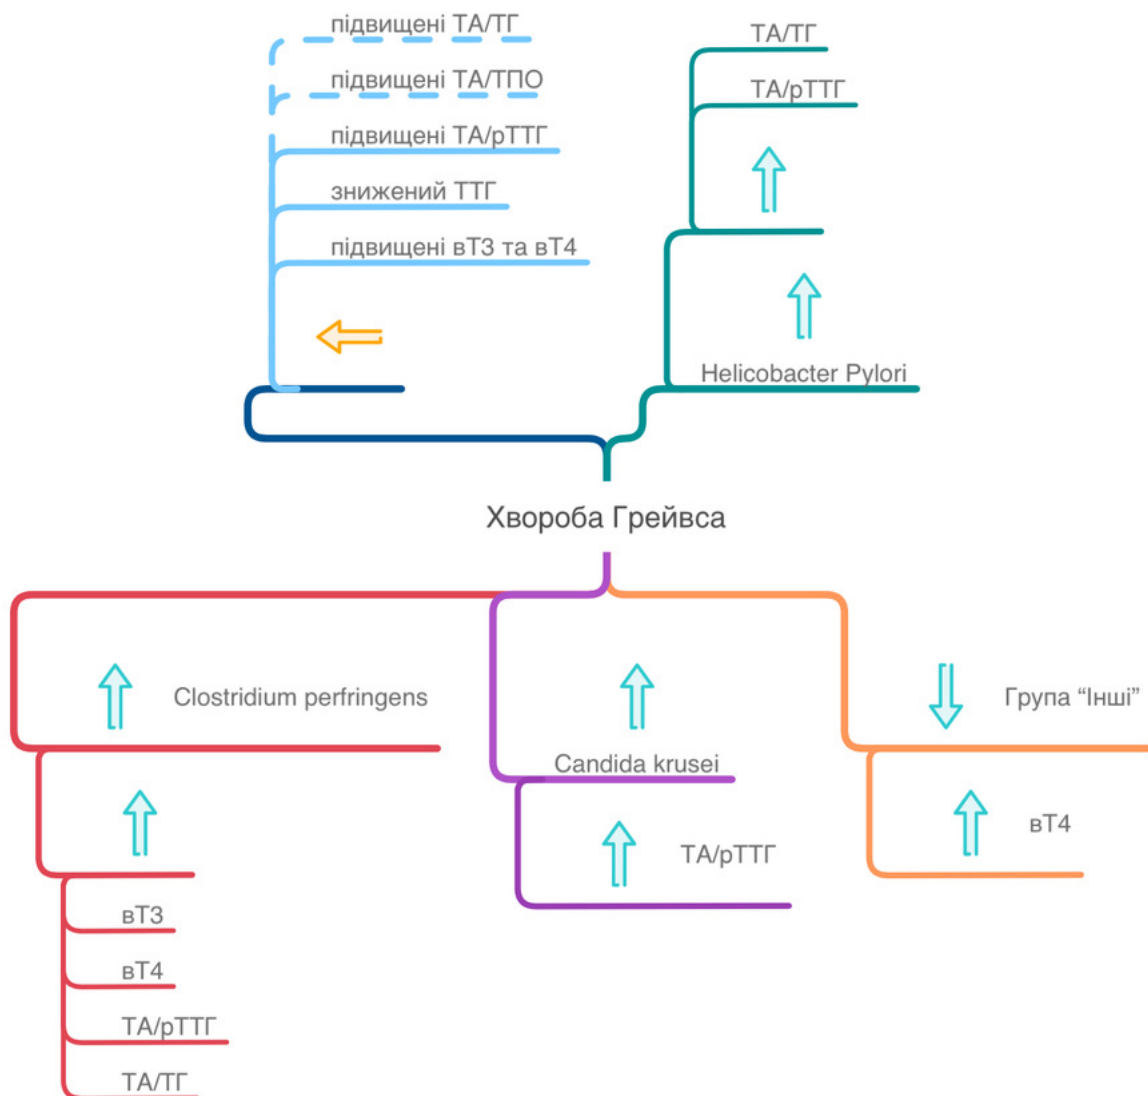 підвищені ТА/ТГ
підвищені ТА/ТПО
підвищені ТА/рТТГ
знижений ТТГ
підвищені вТ3 та вТ4
ТА/ТГ
ТА/рТТГ
Helicobacter Pylori
Хвороба Грейвса
Clostridium perfringens
вТ3
вТ4
ТА/рТТГ
ТА/ТГ
Candida krusei
ТА/рТТГ
Група “Інші”
вТ4